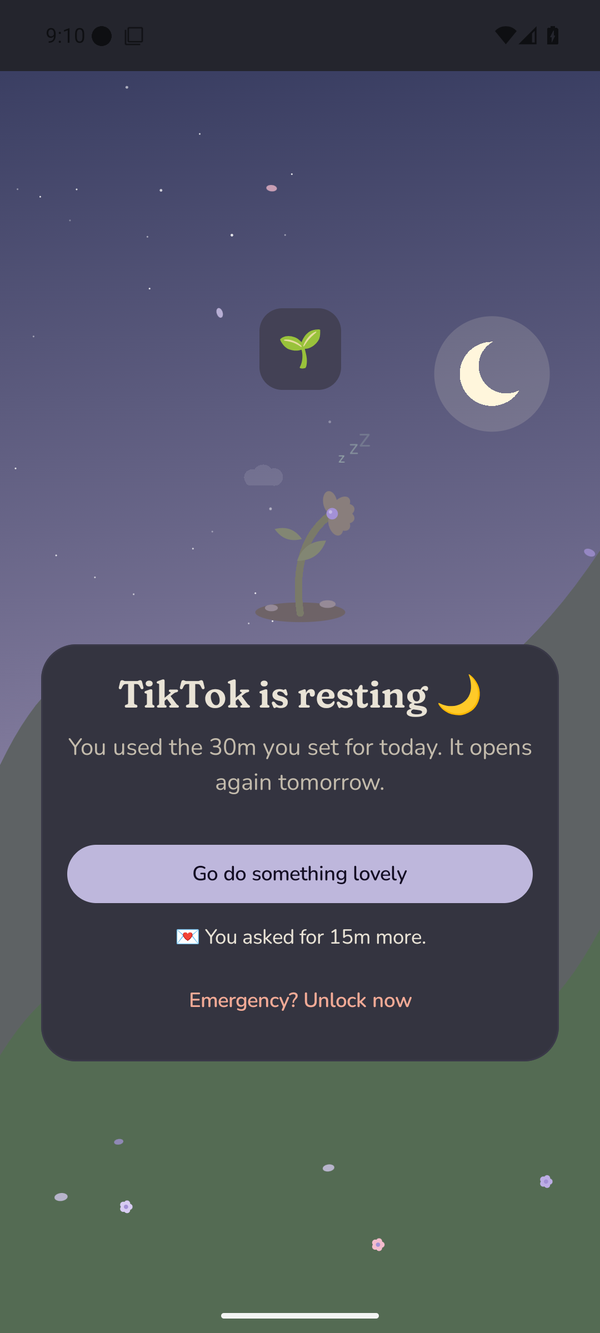 9:10
z z Z
TikTok is resting 🌙
You used the 30m you set for today. It opens
again tomorrow.
Go do something lovely
💌 You asked for 15m more.
Emergency? Unlock now